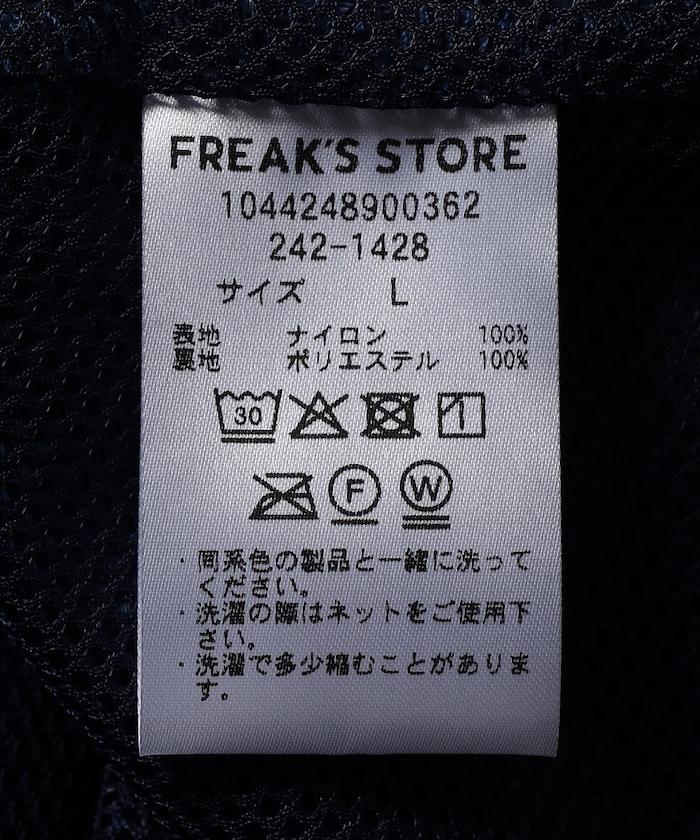 FREAK'S STORE
1044248900362
242-1428
サイズ L
表地 ナイロン 100%
裏地 ポリエステル 100%
30
F W
・同系色の製品と一緒に洗って
ください。
・洗濯の際はネットをご使用下
さい。
・洗濯で多少縮むことがありま
す。